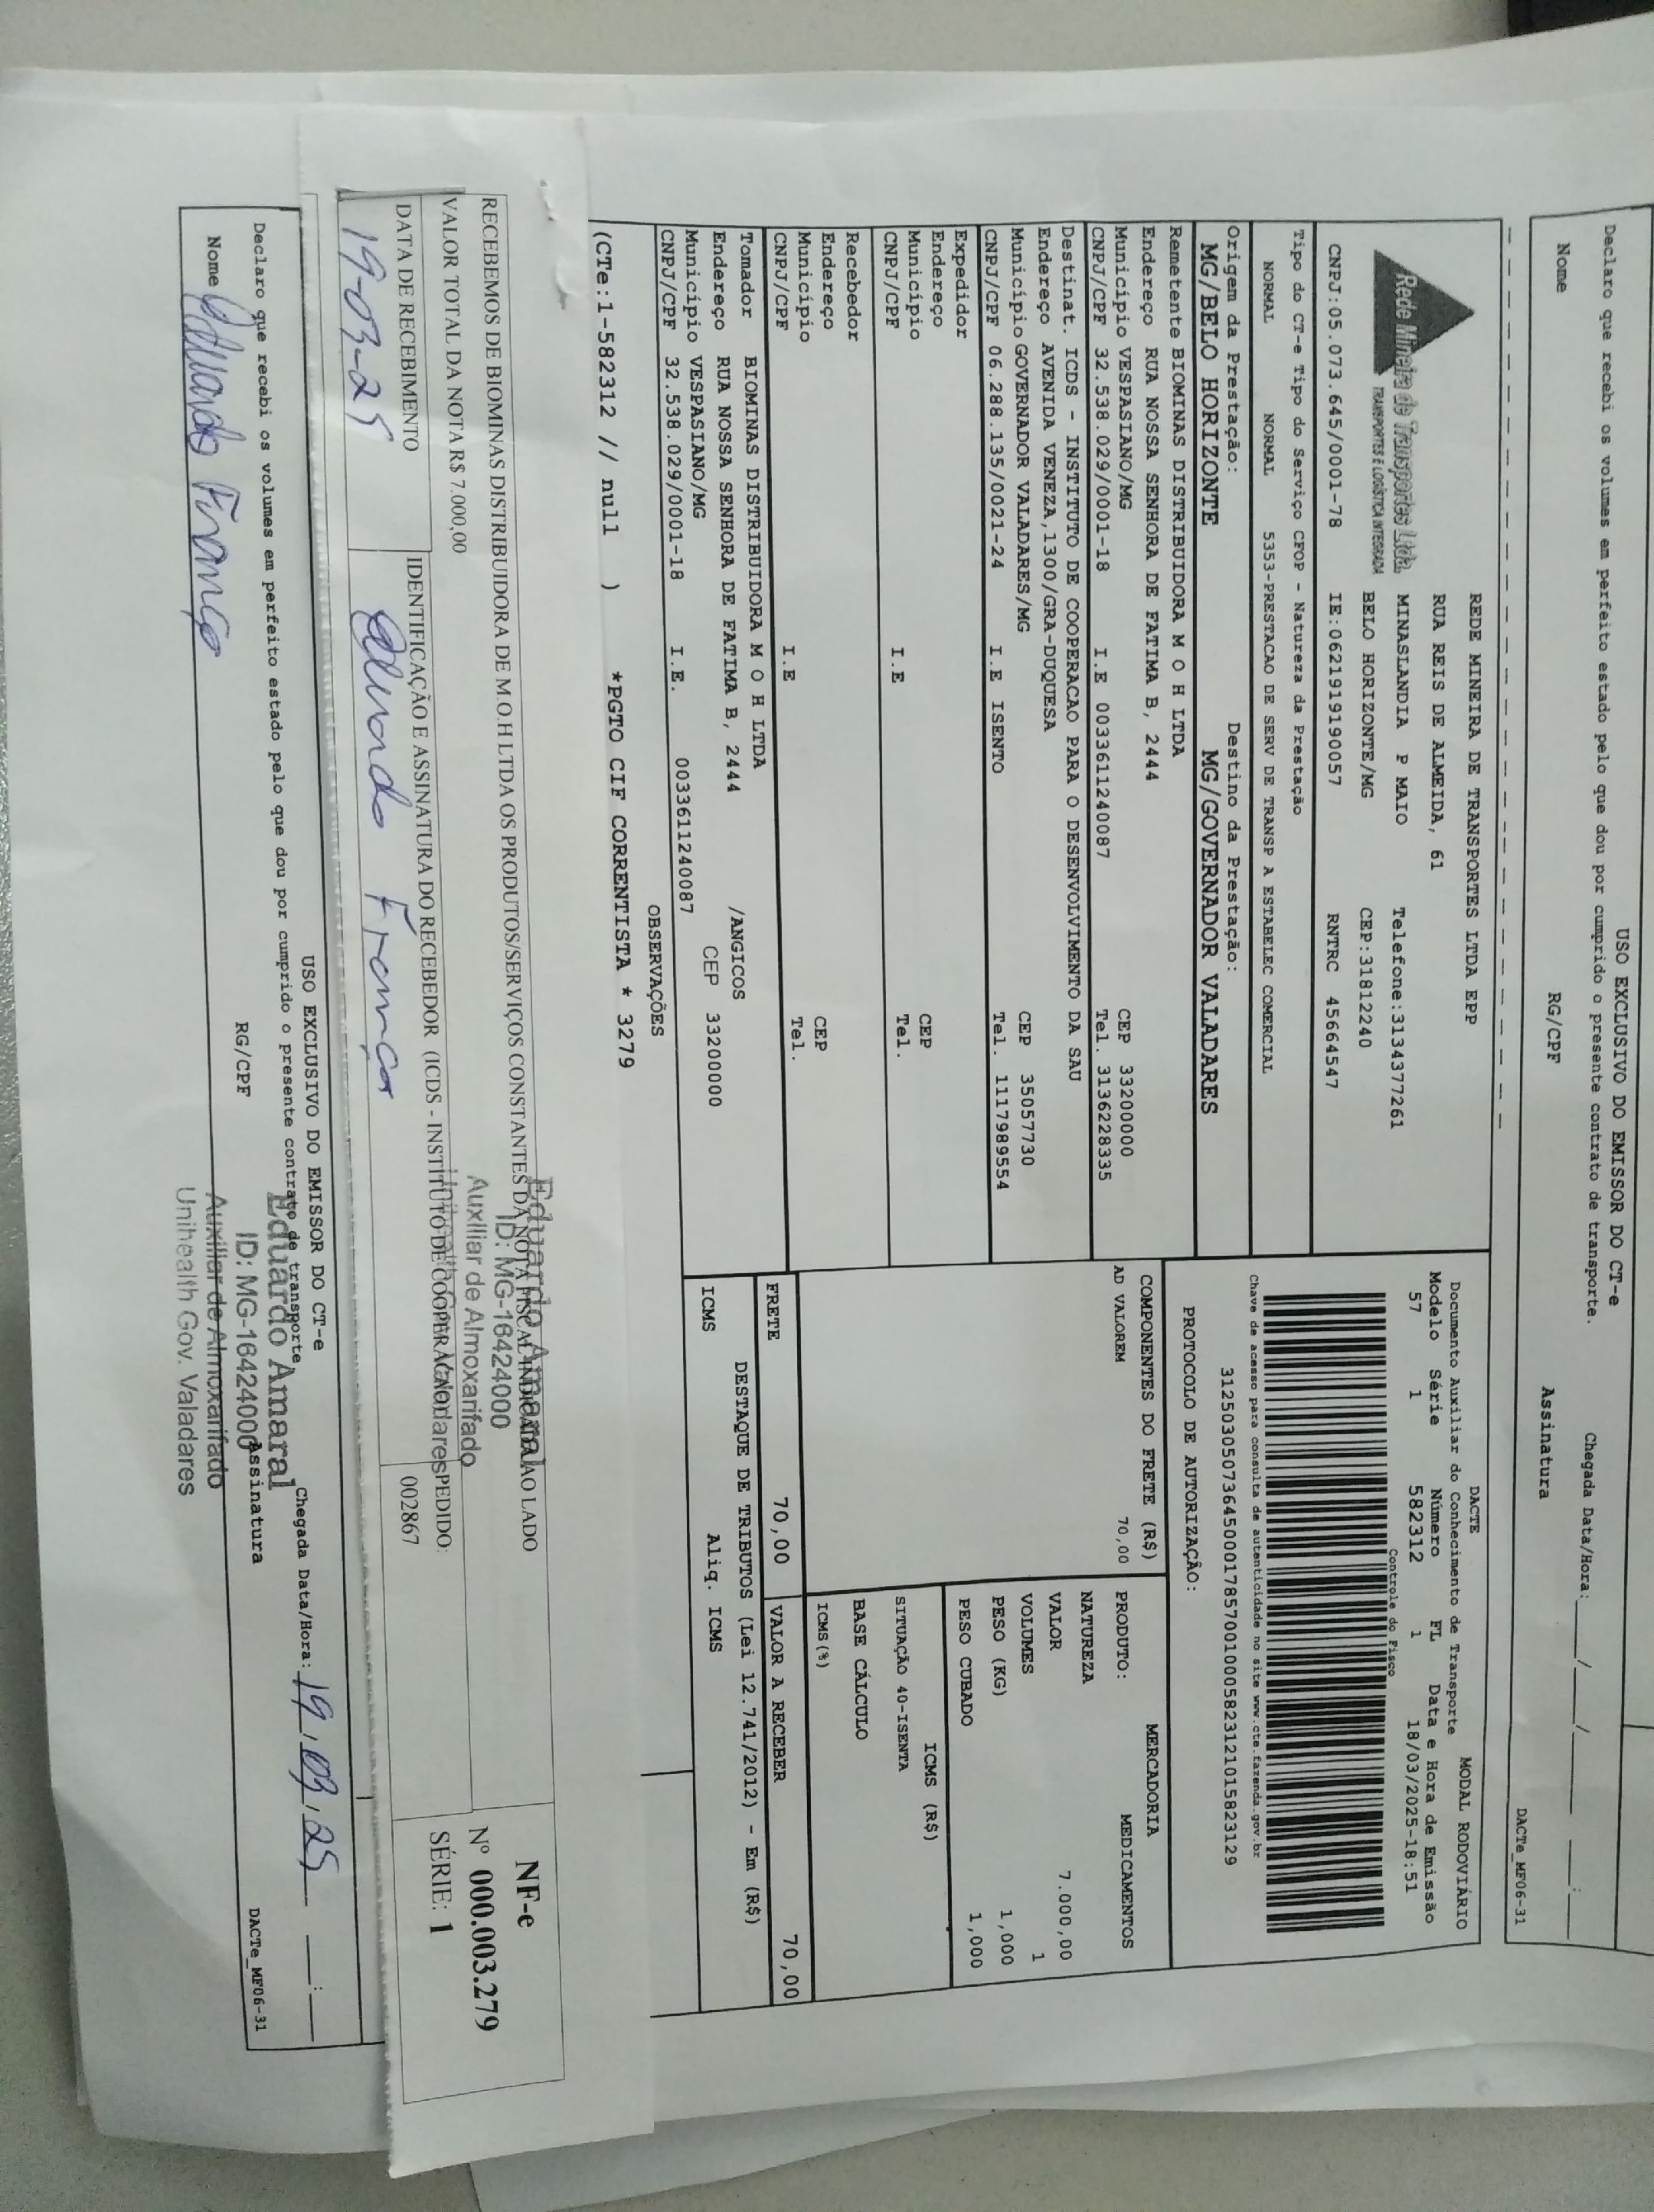 USO EXCLUSIVO DO EMISSOR DO CT-e
Declaro que recebi os volumes em perfeito estado pelo que dou por cumprido o presente contrato de transporte. Chegada Data/Hora: ___/___/_____ ___:___
Nome RG/CPF Assinatura DACTe_MF06-31
Rede Mineira de Transportes Ltda.
TRANSPORTES E LOGÍSTICA INTEGRADA
REDE MINEIRA DE TRANSPORTES LTDA EPP
RUA REIS DE ALMEIDA, 61
MINASLANDIA P MAIO Telefone:3134377261
BELO HORIZONTE/MG CEP:31812240
CNPJ:05.073.645/0001-78 IE:0621919190057 RNTRC 45664547
DACTE MODAL RODOVIÁRIO
Documento Auxiliar do Conhecimento de Transporte
Modelo Série Número FL Data e Hora de Emissão
57 1 582312 1 18/03/2025-18:51
Controle do Fisco
Tipo do CT-e Tipo do Serviço CFOP - Natureza da Prestação
NORMAL NORMAL 5353-PRESTACAO DE SERV DE TRANSP A ESTABELEC COMERCIAL
Chave de acesso para consulta de autenticidade no site www.cte.fazenda.gov.br
31250305073645000178570010005823121015823129
PROTOCOLO DE AUTORIZAÇÃO:
Origem da Prestação: Destino da Prestação:
MG/BELO HORIZONTE MG/GOVERNADOR VALADARES
Remetente BIOMINAS DISTRIBUIDORA M O H LTDA
Endereço RUA NOSSA SENHORA DE FATIMA B, 2444
Município VESPASIANO/MG CEP 33200000
CNPJ/CPF 32.538.029/0001-18 I.E 0033611240087 Tel. 3136228335
Destinat. ICDS - INSTITUTO DE COOPERACAO PARA O DESENVOLVIMENTO DA SAU
Endereço AVENIDA VENEZA,1300/GRA-DUQUESA
Município GOVERNADOR VALADARES/MG CEP 35057730
CNPJ/CPF 06.288.135/0021-24 I.E ISENTO Tel. 1117989554
Expedidor
Endereço
Município CEP
CNPJ/CPF I.E Tel.
Recebedor
Endereço
Município CEP
CNPJ/CPF I.E Tel.
Tomador BIOMINAS DISTRIBUIDORA M O H LTDA
Endereço RUA NOSSA SENHORA DE FATIMA B, 2444 /ANGICOS
Município VESPASIANO/MG CEP 33200000
CNPJ/CPF 32.538.029/0001-18 I.E. 0033611240087
COMPONENTES DO FRETE (R$)
AD VALOREM 70,00
MERCADORIA
PRODUTO: MEDICAMENTOS
NATUREZA
VALOR 7.000,00
VOLUMES 1
PESO (KG) 1,000
PESO CUBADO 1,000
ICMS (R$)
SITUAÇÃO 40-ISENTA
BASE CÁLCULO
ICMS(%)
FRETE 70,00 VALOR A RECEBER 70,00
DESTAQUE DE TRIBUTOS (Lei 12.741/2012) - Em (R$)
ICMS Aliq. ICMS
OBSERVAÇÕES
(CTe:1-582312 // null ) *PGTO CIF CORRENTISTA * 3279
RECEBEMOS DE BIOMINAS DISTRIBUIDORA DE M.O.H LTDA OS PRODUTOS/SERVIÇOS CONSTANTES DA NOTA FISCAL INDICADA AO LADO
VALOR TOTAL DA NOTA R$ 7.000,00
DATA DE RECEBIMENTO IDENTIFICAÇÃO E ASSINATURA DO RECEBEDOR (ICDS - INSTITUTO DE COOPERAÇÃO PEDIDO:
19-03-25 Eduardo Franco 002867
Eduardo Amaral
ID: MG-16424000
Auxiliar de Almoxarifado
NF-e
Nº 000.003.279
SÉRIE: 1
USO EXCLUSIVO DO EMISSOR DO CT-e
Declaro que recebi os volumes em perfeito estado pelo que dou por cumprido o presente contrato de transporte. Chegada Data/Hora: 19/03/25 ___:___
Nome Eduardo Franco RG/CPF Assinatura DACTe_MF06-31
Eduardo Amaral
ID: MG-16424000
Auxiliar de Almoxarifado
Unihealth Gov. Valadares